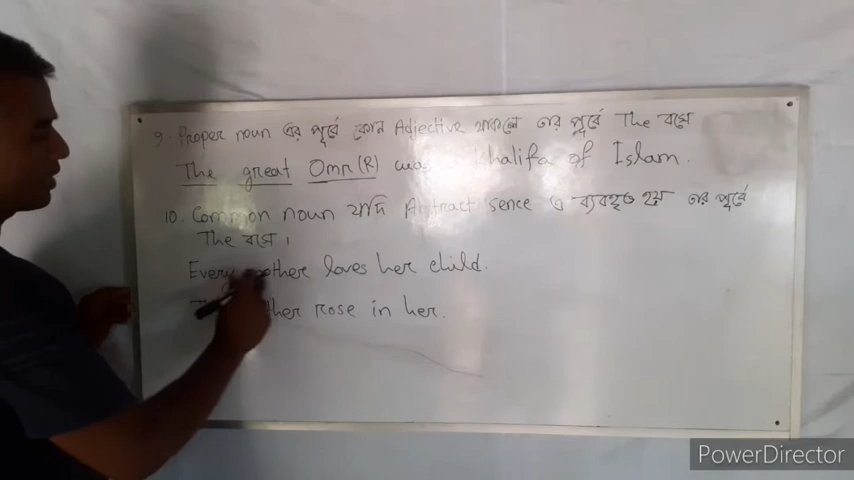 9 Proper noun এর পূর্বে কোন Adjective থাকলে তার পূর্বে The বসে
The great Omr (R) was Khalifa of Islam.
10. Common noun যদি Abstract sence এ ব্যবহৃত হয় তার পূর্বে
The বসে।
Every mother loves her child.
rose in her.
PowerDirector